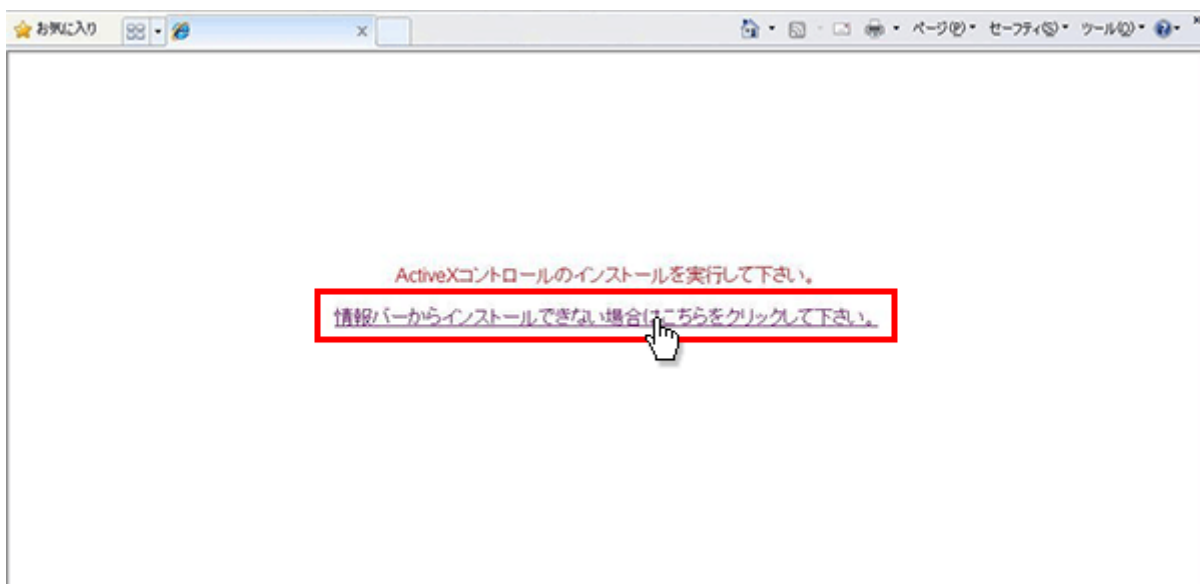 お気に入り ページ(P) セーフティ(S) ツール(O)
ActiveXコントロールのインストールを実行して下さい。
情報バーからインストールできない場合はこちらをクリックして下さい。